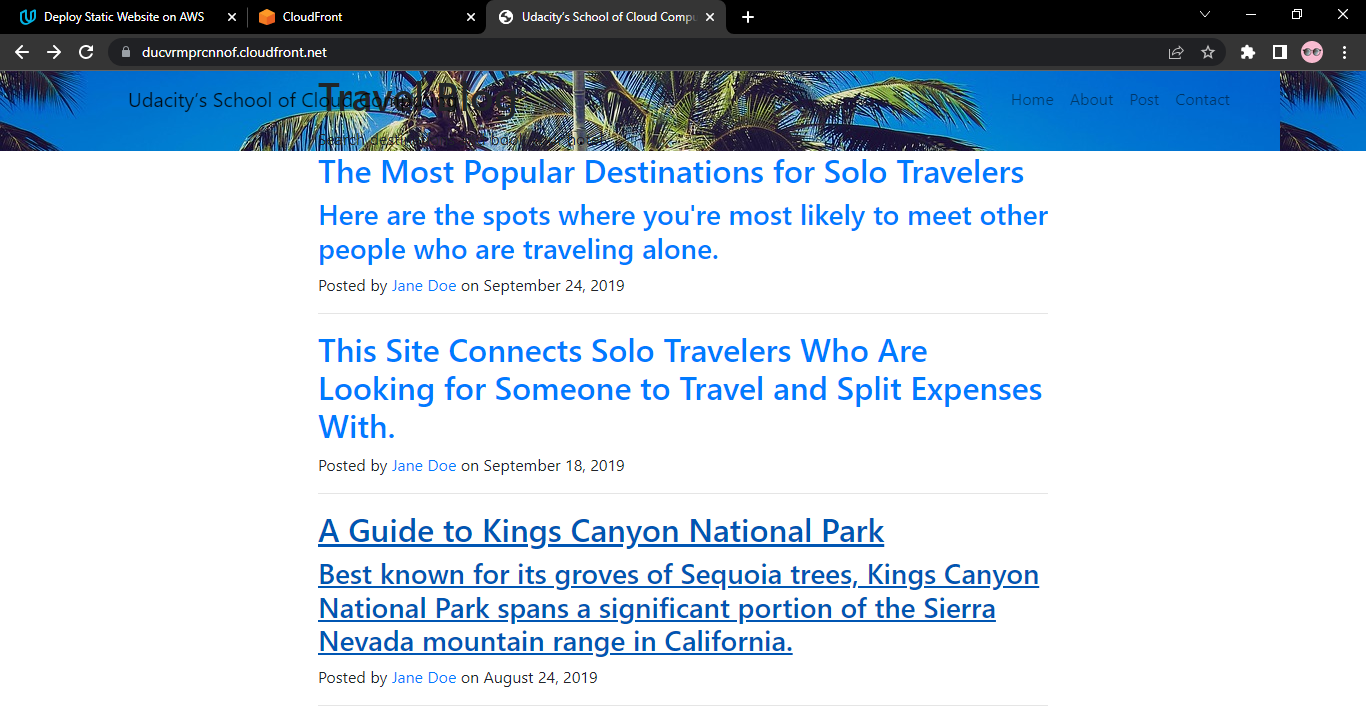 Deploy Static Website on AWS
CloudFront
Udacity's School of Cloud Compu
ducvrmprcnnof.cloudfront.net
Udacity's School of Cloud
Travel
Home About Post Contact
The Most Popular Destinations for Solo Travelers
Here are the spots where you're most likely to meet other
people who are traveling alone.
Posted by Jane Doe on September 24, 2019
This Site Connects Solo Travelers Who Are
Looking for Someone to Travel and Split Expenses
With.
Posted by Jane Doe on September 18, 2019
A Guide to Kings Canyon National Park
Best known for its groves of Sequoia trees, Kings Canyon
National Park spans a significant portion of the Sierra
Nevada mountain range in California.
Posted by Jane Doe on August 24, 2019